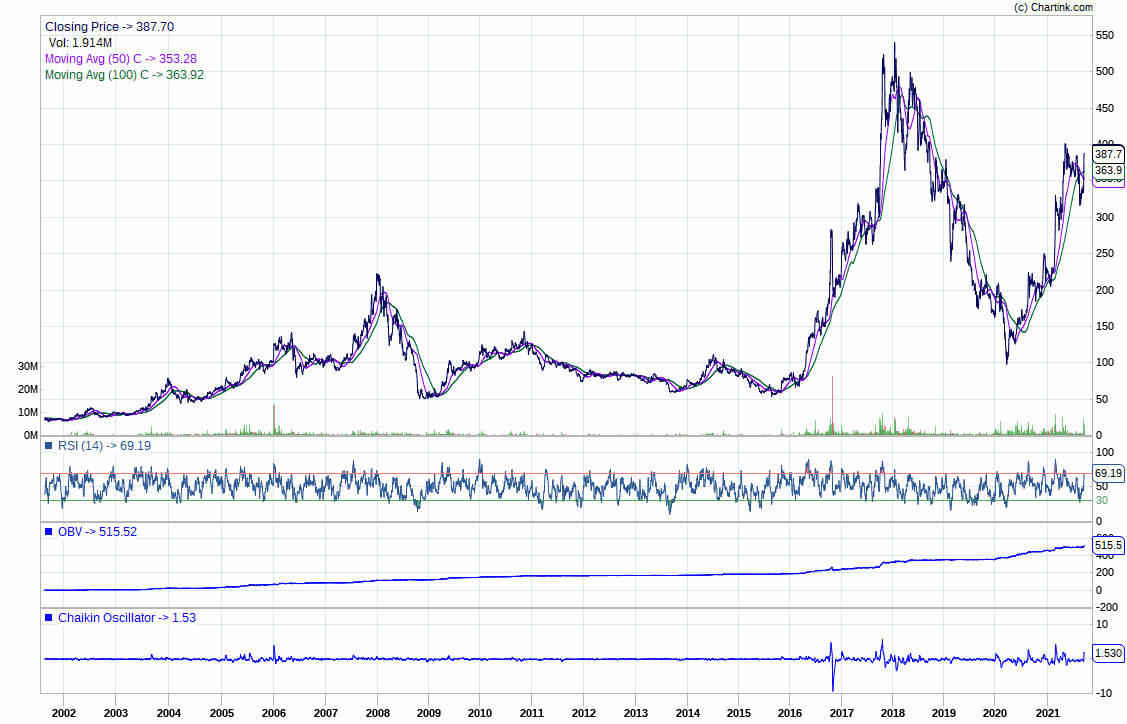 (c) Chartink.com
Closing Price -> 387.70
Vol: 1.914M
Moving Avg (50) C -> 353.28
Moving Avg (100) C -> 363.92
550
500
450
400
387.7
363.9
300
250
200
150
100
50
0
30M
20M
10M
0M
RSI (14) -> 69.19
100
69.19
50
30
0
OBV -> 515.52
515.5
400
200
0
-200
Chaikin Oscillator -> 1.53
10
1.530
-10
2002 2003 2004 2005 2006 2007 2008 2009 2010 2011 2012 2013 2014 2015 2016 2017 2018 2019 2020 2021